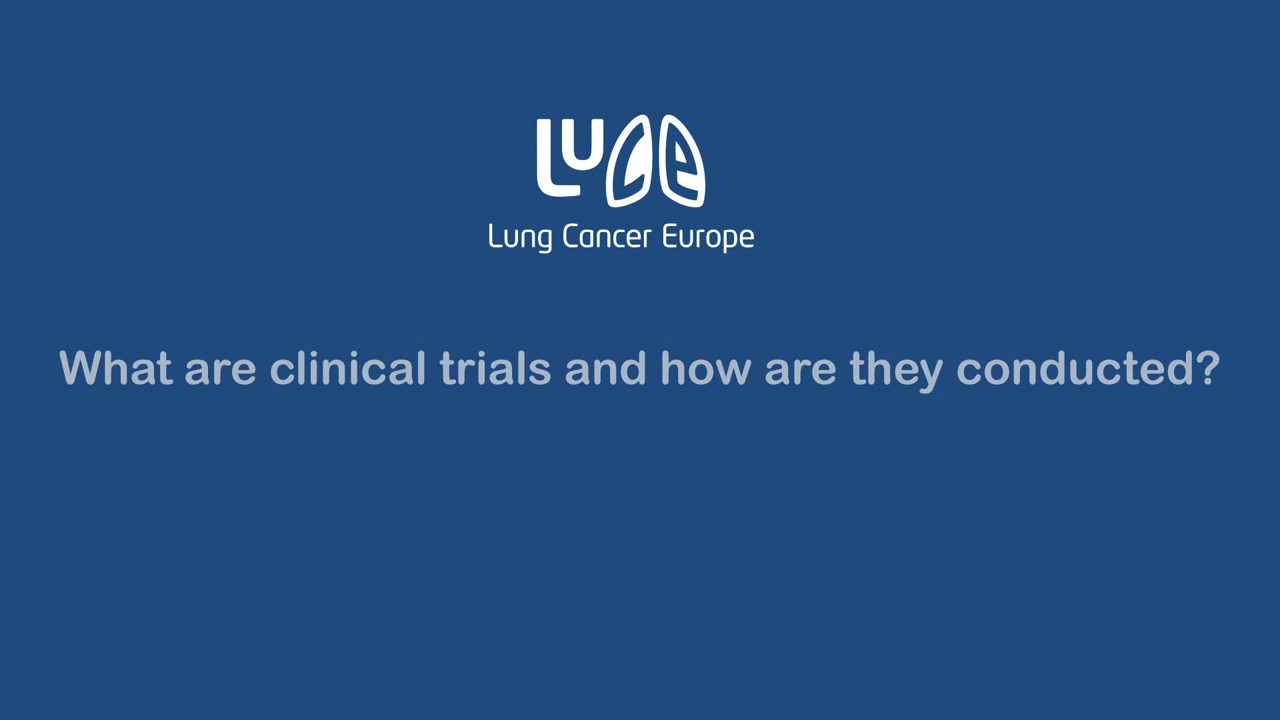 LuCE
Lung Cancer Europe
What are clinical trials and how are they conducted?